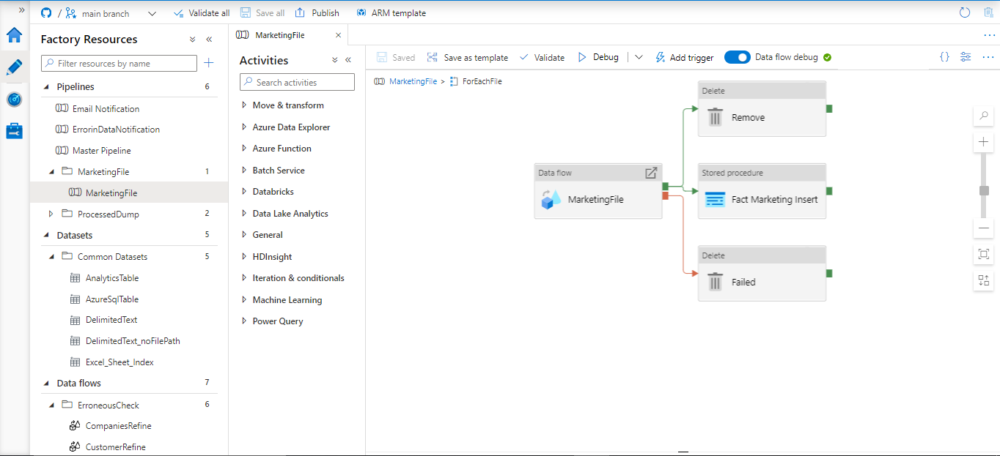 / main branch
Validate all
Save all
Publish
ARM template
Factory Resources
Filter resources by name
Pipelines 6
Email Notification
ErrorinDataNotification
Master Pipeline
MarketingFile 1
MarketingFile
ProcessedDump 2
Datasets 5
Common Datasets 5
AnalyticsTable
AzureSqlTable
DelimitedText
DelimitedText_noFilePath
Excel_Sheet_Index
Data flows 7
ErroneousCheck 6
CompaniesRefine
CustomerRefine
MarketingFile
Activities
Search activities
Move & transform
Azure Data Explorer
Azure Function
Batch Service
Databricks
Data Lake Analytics
General
HDInsight
Iteration & conditionals
Machine Learning
Power Query
Saved
Save as template
Validate
Debug
Add trigger
Data flow debug
MarketingFile > ForEachFile
Delete
Remove
Data flow
MarketingFile
Stored procedure
Fact Marketing Insert
Delete
Failed